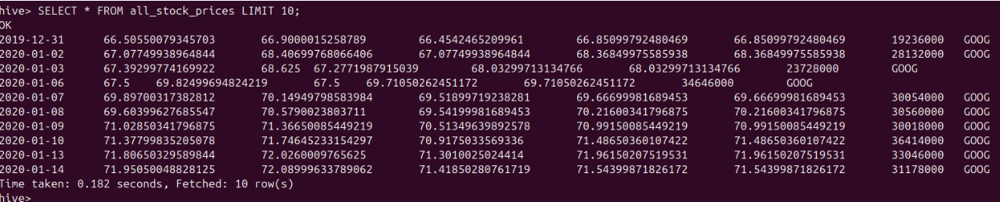 hive> SELECT * FROM all_stock_prices LIMIT 10;
OK
2019-12-31 66.50550079345703 66.9000015258789 66.4542465209961 66.85099792480469 66.85099792480469 19236000 GOOG
2020-01-02 67.07749938964844 68.40699768066406 67.07749938964844 68.36849975585938 68.36849975585938 28132000 GOOG
2020-01-03 67.39299774169922 68.625 67.2771987915039 68.03299713134766 68.03299713134766 23728000 GOOG
2020-01-06 67.5 69.82499694824219 67.5 69.71050262451172 69.71050262451172 34646000 GOOG
2020-01-07 69.89700317382812 70.14949798583984 69.51899719238281 69.66699981689453 69.66699981689453 30054000 GOOG
2020-01-08 69.60399627685547 70.5790023803711 69.54199981689453 70.21600341796875 70.21600341796875 30560000 GOOG
2020-01-09 71.02850341796875 71.36650085449219 70.513496398925​78 70.99150085449219 70.99150085449219 30018000 GOOG
2020-01-10 71.37799835205078 71.74645233154297 70.9175033569336 71.48650360107422 71.48650360107422 36414000 GOOG
2020-01-13 71.80650329589844 72.0260009765625 71.3010025024414 71.96150207519531 71.96150207519531 33046000 GOOG
2020-01-14 71.95050048828125 72.08999633789062 71.41850280761719 71.54399871826172 71.54399871826172 31178000 GOOG
Time taken: 0.182 seconds, Fetched: 10 row(s)
hive>